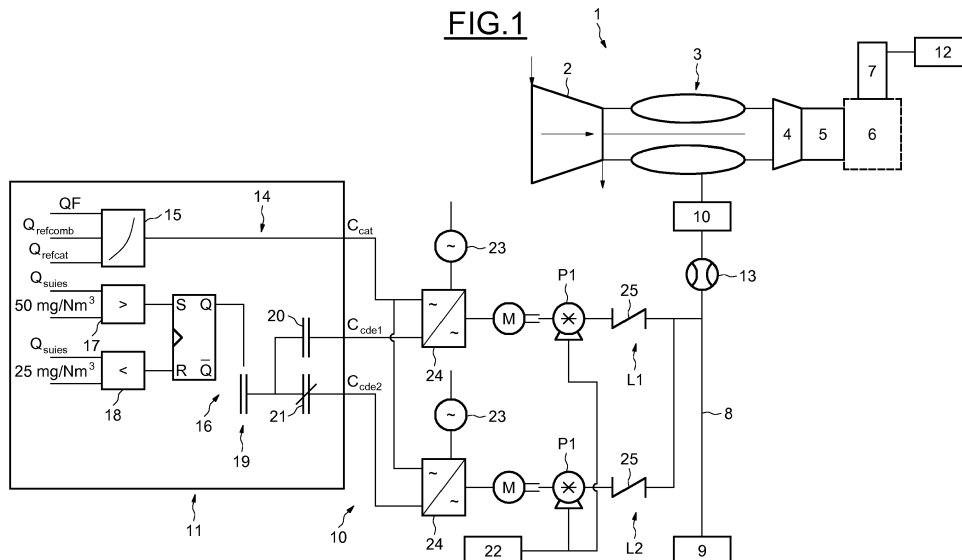 FIG.1
1
2
3
4
5
6
7
12
10
13
QF
Q_refcomb
Q_refcat
15
14
C_cat
Q_suies
50 mg/Nm³
>
17
Q_suies
25 mg/Nm³
<
18
S Q
R Q̅
16
19
20
C_cde1
21
C_cde2
11
10
~
23
~
~
24
M
P1
25
L1
~
23
~
~
24
M
P1
25
L2
8
22
9